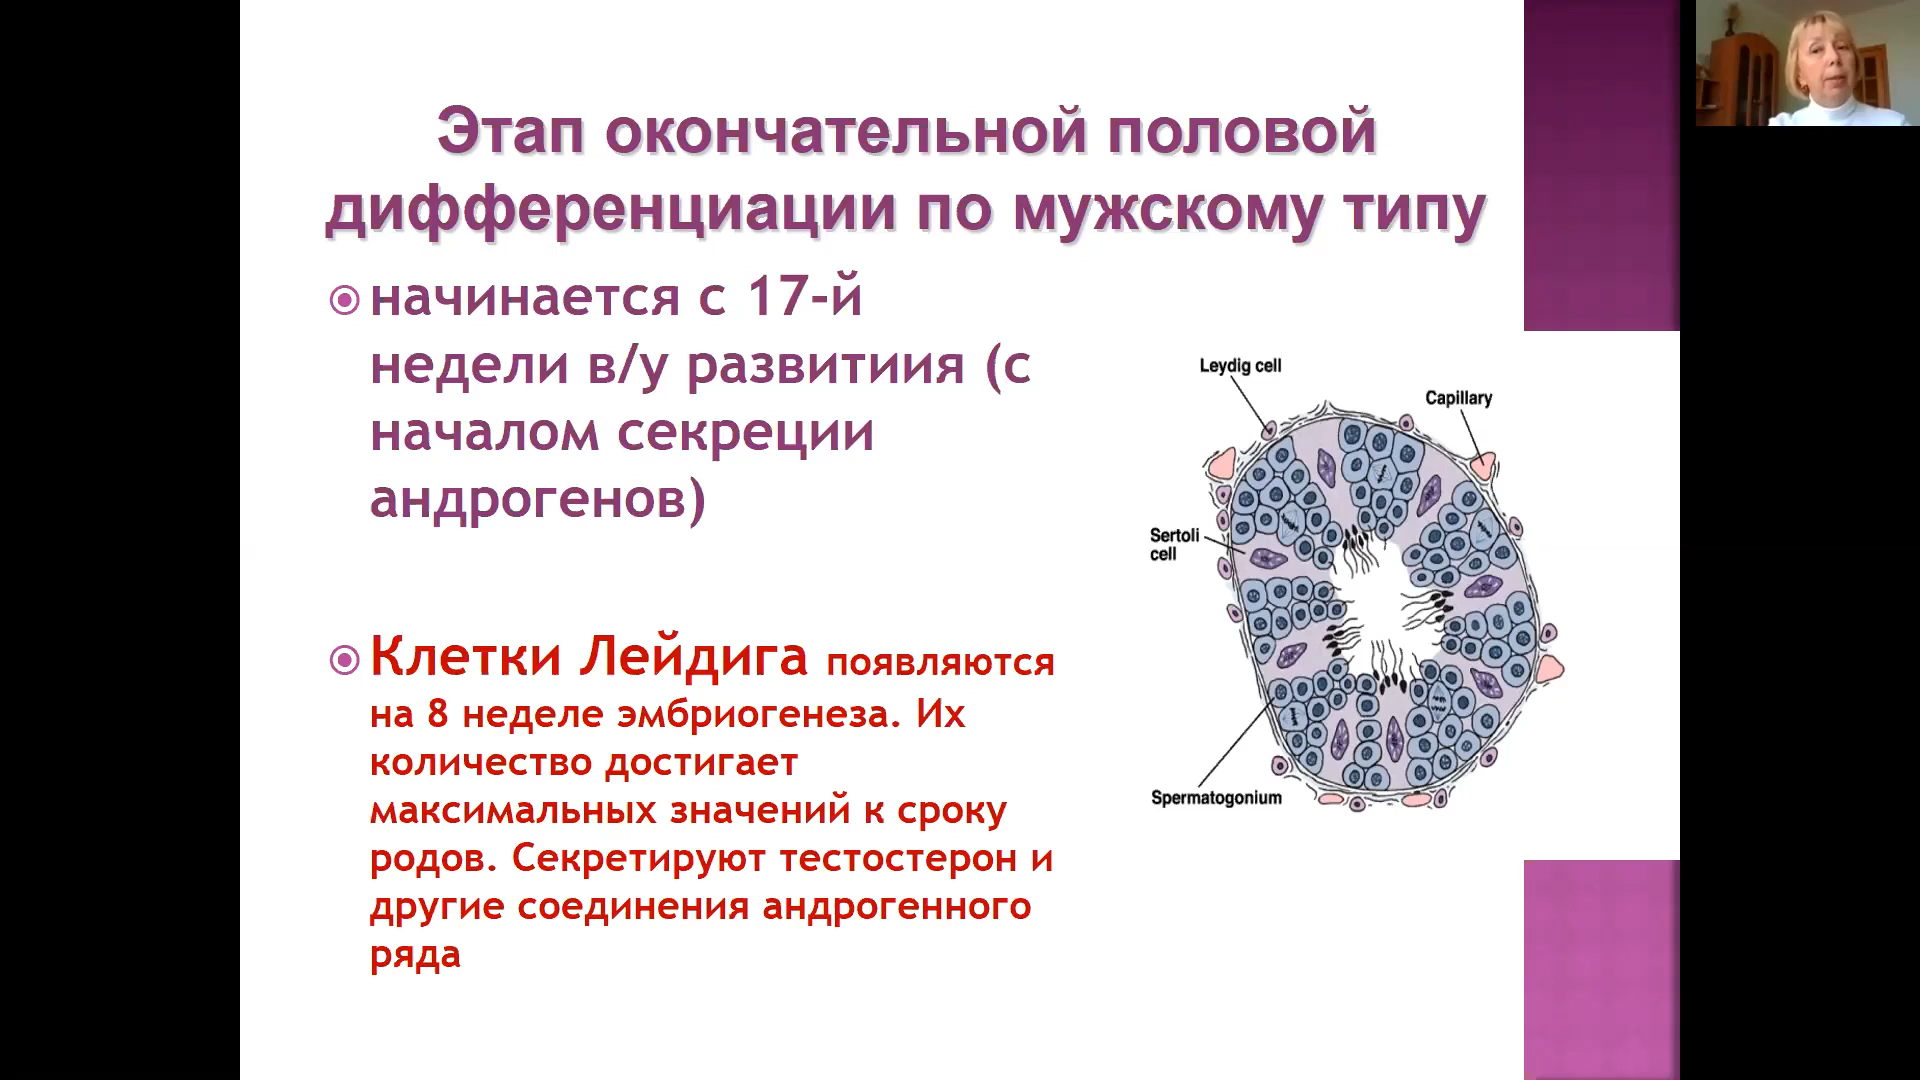 Этап окончательной половой
дифференциации по мужскому типу
начинается с 17-й
недели в/у развитиия (с
началом секреции
андрогенов)
Клетки Лейдига появляются
на 8 неделе эмбриогенеза. Их
количество достигает
максимальных значений к сроку
родов. Секретируют тестостерон и
другие соединения андрогенного
ряда
Leydig cell
Capillary
Sertoli
cell
Spermatogonium